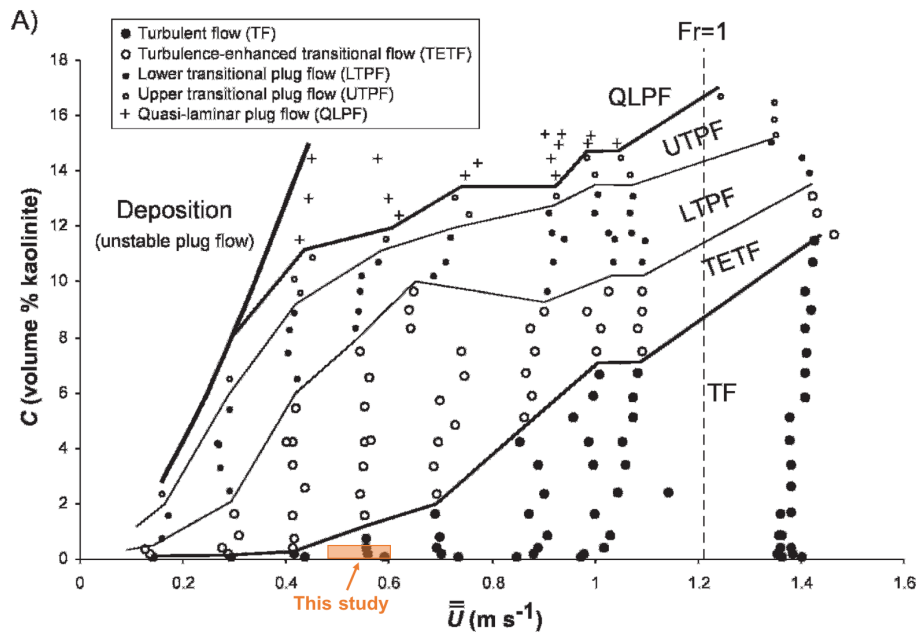 A)
Turbulent flow (TF)
Turbulence-enhanced transitional flow (TETF)
Lower transitional plug flow (LTPF)
Upper transitional plug flow (UTPF)
Quasi-laminar plug flow (QLPF)
Fr=1
QLPF
UTPF
LTPF
TETF
TF
Deposition
(unstable plug flow)
C (volume % kaolinite)
18
16
14
12
10
8
6
4
2
0
0 0.2 0.4 0.6 0.8 1 1.2 1.4 1.6
This study
U̿ (m s⁻¹)